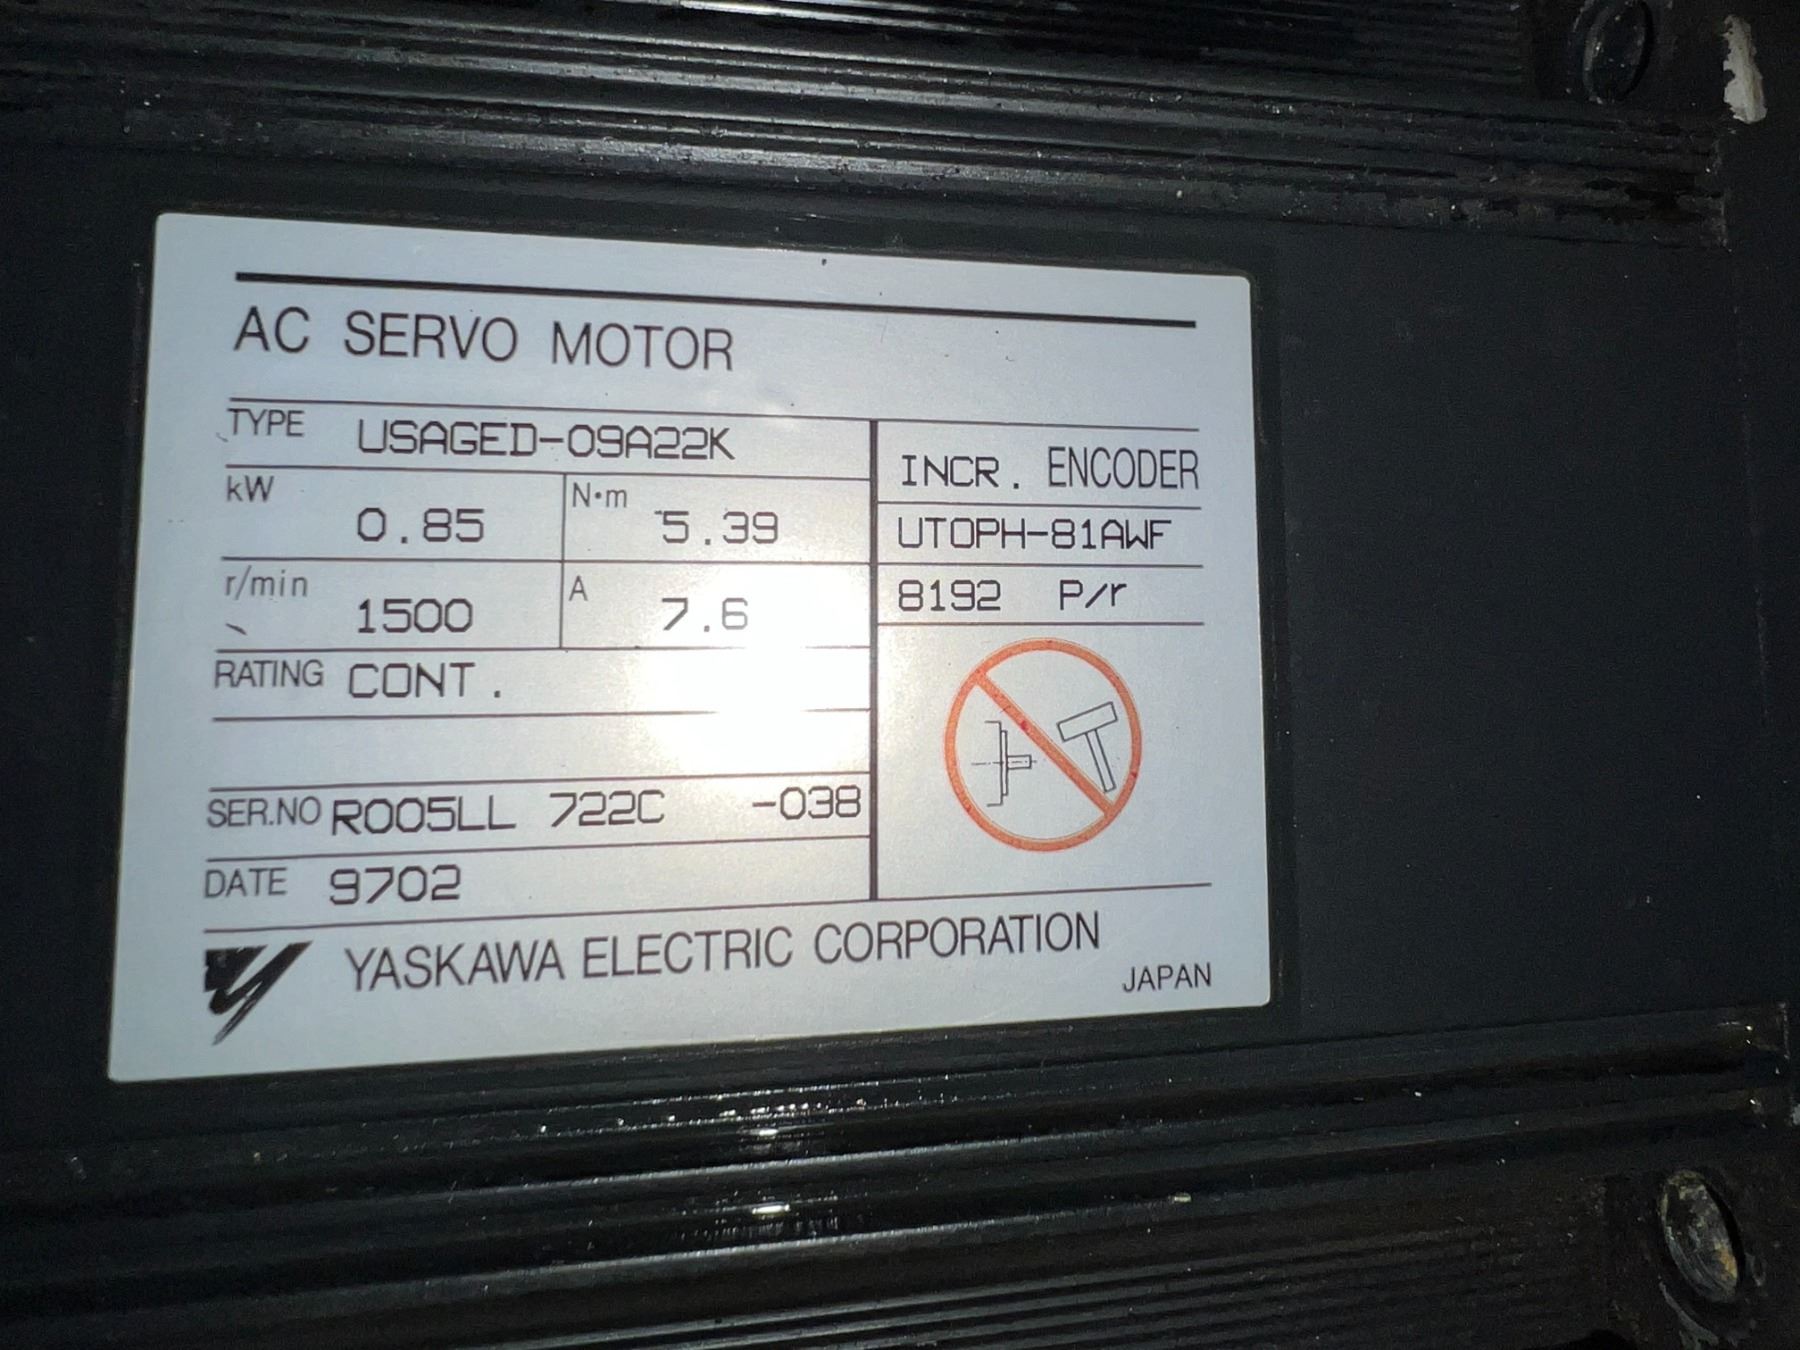 AC SERVO MOTOR
TYPE USAGED-09A22K
kW 0.85 N·m 5.39
r/min 1500 A 7.6
RATING CONT.
SER.NO R005LL 722C -038
DATE 9702
INCR. ENCODER
UTOPH-81AWF
8192 P/r
YASKAWA ELECTRIC CORPORATION
JAPAN